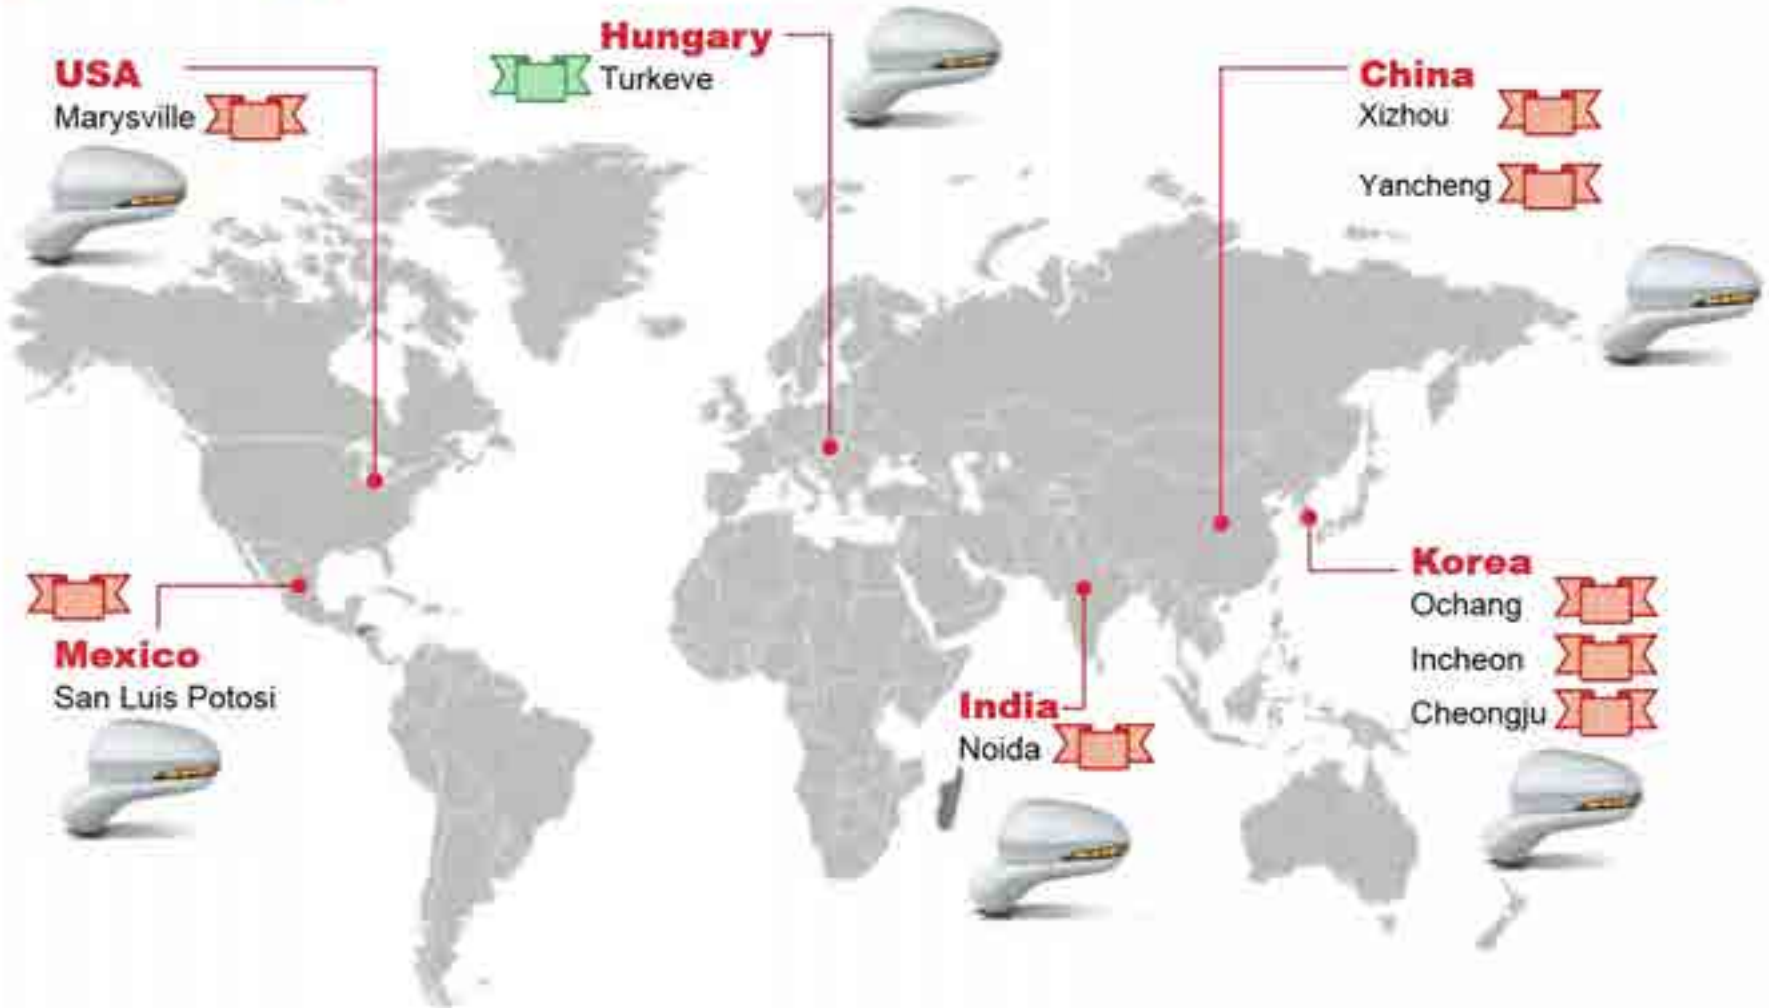 USA
Marysville
Hungary
Turkeve
China
Xizhou
Yancheng
Mexico
San Luis Potosi
India
Noida
Korea
Ochang
Incheon
Cheongju